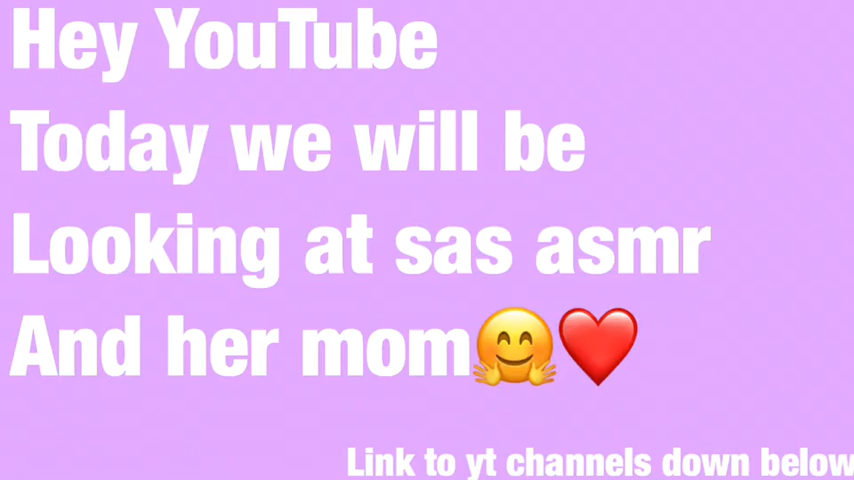 Hey YouTube
Today we will be
Looking at sas asmr
And her mom🤗❤️
Link to yt channels down below